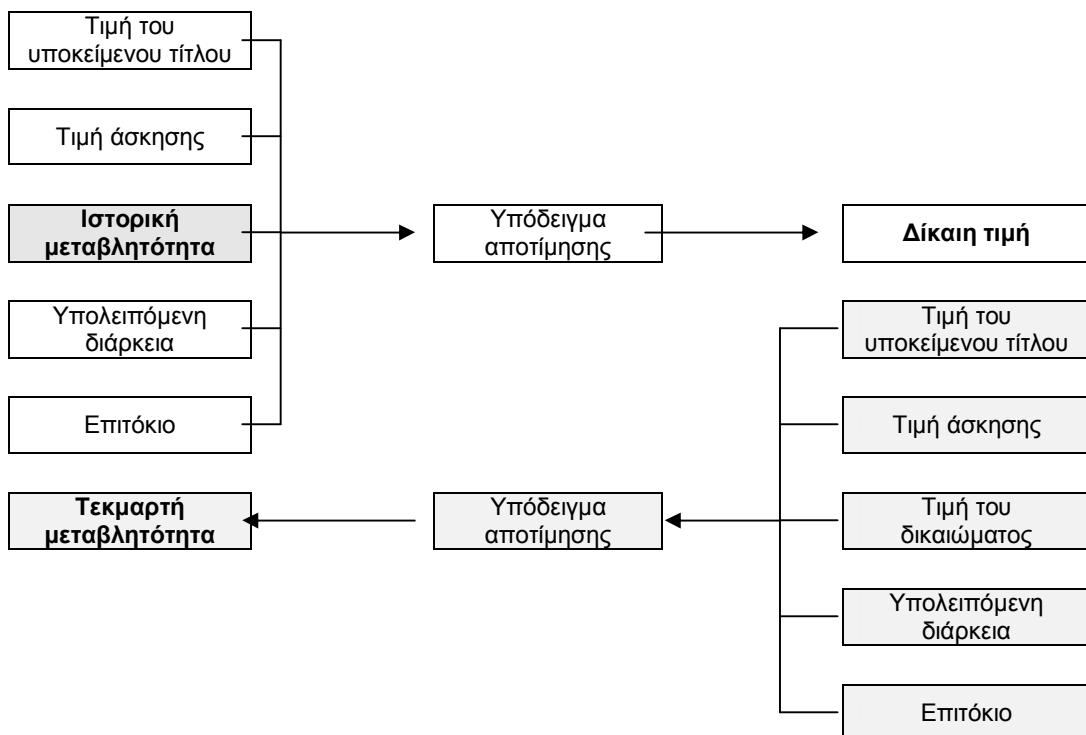 Τιμή του
υποκείμενου τίτλου
Τιμή άσκησης
Ιστορική
μεταβλητότητα
Υπολειπόμενη
διάρκεια
Επιτόκιο
Υπόδειγμα
αποτίμησης
Δίκαιη τιμή
Τιμή του
υποκείμενου τίτλου
Τιμή άσκησης
Τιμή του
δικαιώματος
Υπολειπόμενη
διάρκεια
Επιτόκιο
Υπόδειγμα
αποτίμησης
Τεκμαρτή
μεταβλητότητα